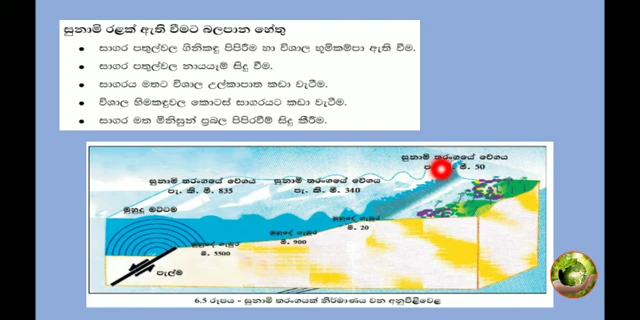 සුනාමි රළක් ඇති වීමට බලපාන හේතු
• සාගර පතුල්වල ගිනිකඳු පිපිරීම හා විශාල භූමිකම්පා ඇති වීම.
• සාගර පතුල්වල නායයෑම් සිදු වීම.
• සාගරය මතට විශාල උල්කාපාත කඩා වැටීම.
• විශාල හිමකඳුවල කොටස් සාගරයට කඩා වැටීම.
• සාගර මත මිනිසුන් ප්‍රබල පිපිරවීම් සිදු කිරීම.
සුනාමි තරංගයේ වේගය
පැ. මී. 50
සුනාමි තරංගයේ වේගය
පැ. කි. මී. 835
සුනාමි තරංගයේ වේගය
පැ. කි. මී. 340
මුහුදු මට්ටම
මුහුදේ ගැඹුර
මී. 20
මුහුදේ ගැඹුර
මී. 900
මුහුදේ ගැඹුර
මී. 5500
පැල්ම
6.5 රූපය - සුනාමි තරංගයක් නිර්මාණය වන අනුපිළිවෙළ